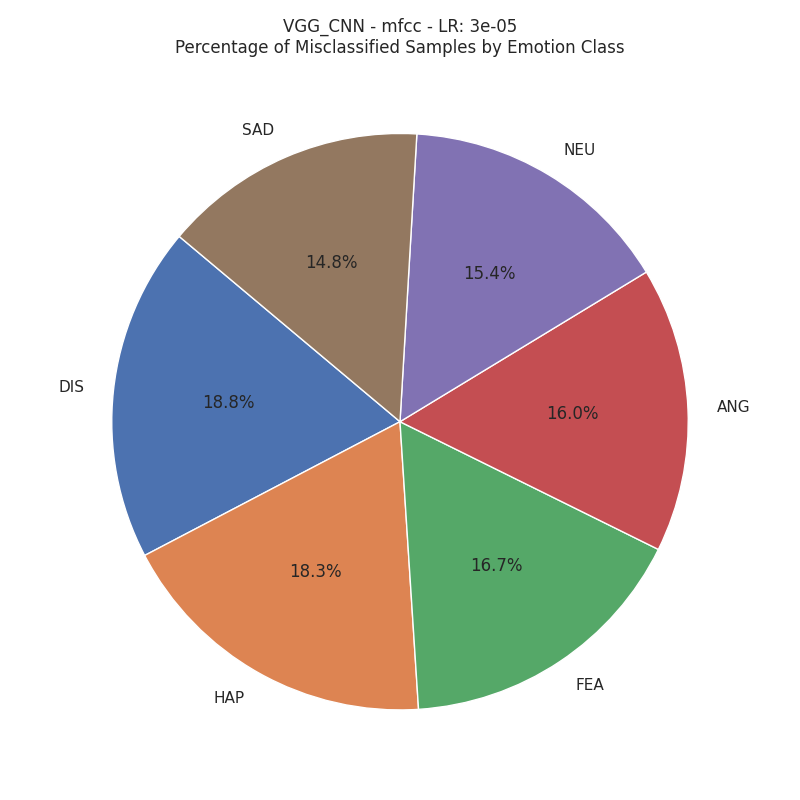 VGG_CNN - mfcc - LR: 3e-05
Percentage of Misclassified Samples by Emotion Class
SAD
NEU
14.8%
15.4%
DIS
18.8%
16.0%
ANG
18.3%
16.7%
HAP
FEA